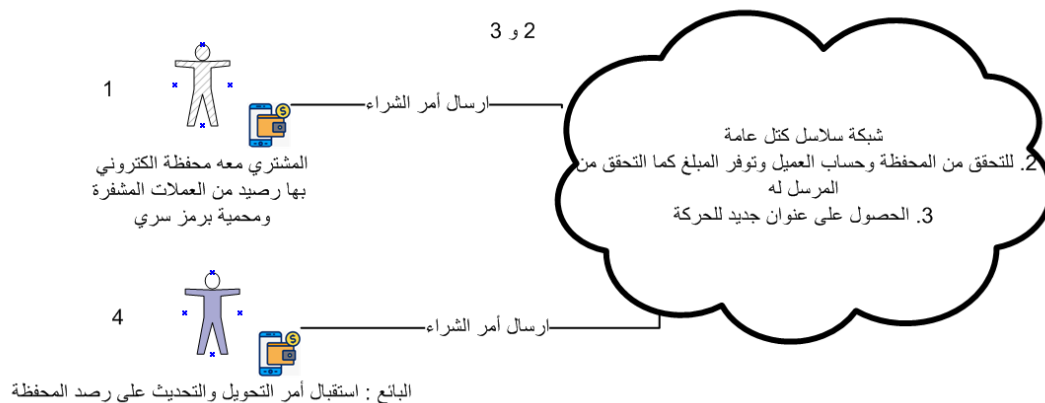 2 و 3
1
ارسال أمر الشراء
المشتري معه محفظة الكتروني
بها رصيد من العملات المشفرة
ومحمية برمز سري
شبكة سلاسل كتل عامة
2. للتحقق من المحفظة وحساب العميل وتوفر المبلغ كما التحقق من
المرسل له
3. الحصول على عنوان جديد للحركة
4
ارسال أمر الشراء
البائع : استقبال أمر التحويل والتحديث على رصد المحفظة